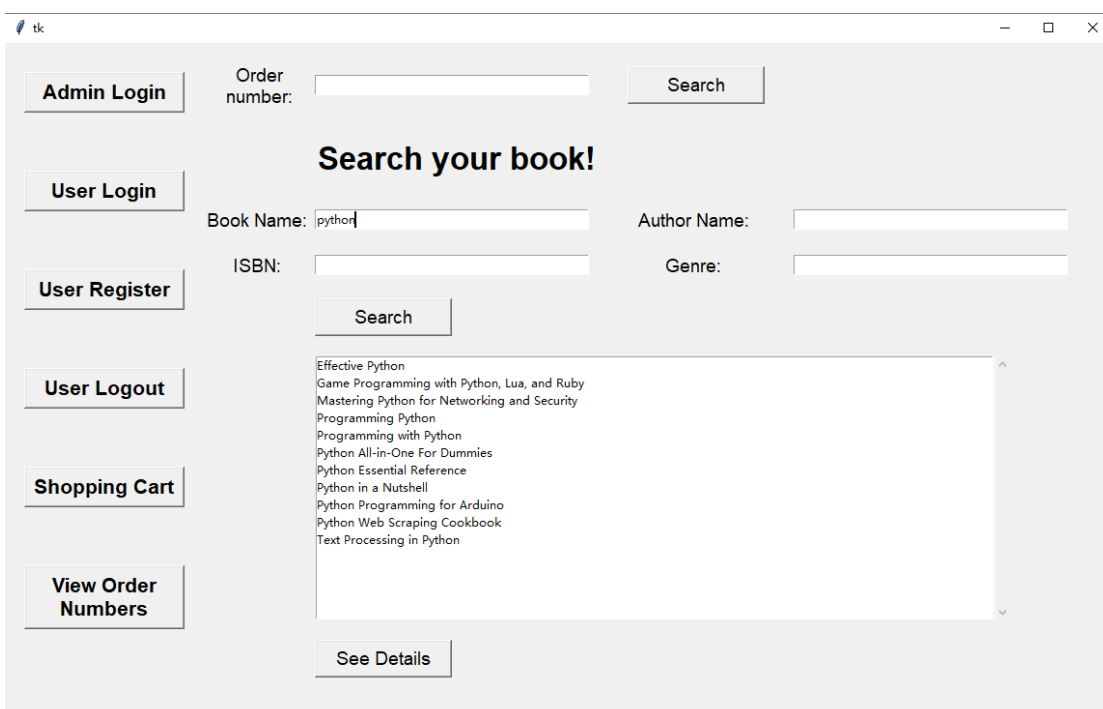 tk
Admin Login
Order
number:
Search
Search your book!
User Login
Book Name:
python
Author Name:
ISBN:
Genre:
User Register
Search
User Logout
Effective Python
Game Programming with Python, Lua, and Ruby
Mastering Python for Networking and Security
Programming Python
Programming with Python
Python All-in-One For Dummies
Python Essential Reference
Python in a Nutshell
Python Programming for Arduino
Python Web Scraping Cookbook
Text Processing in Python
Shopping Cart
View Order
Numbers
See Details